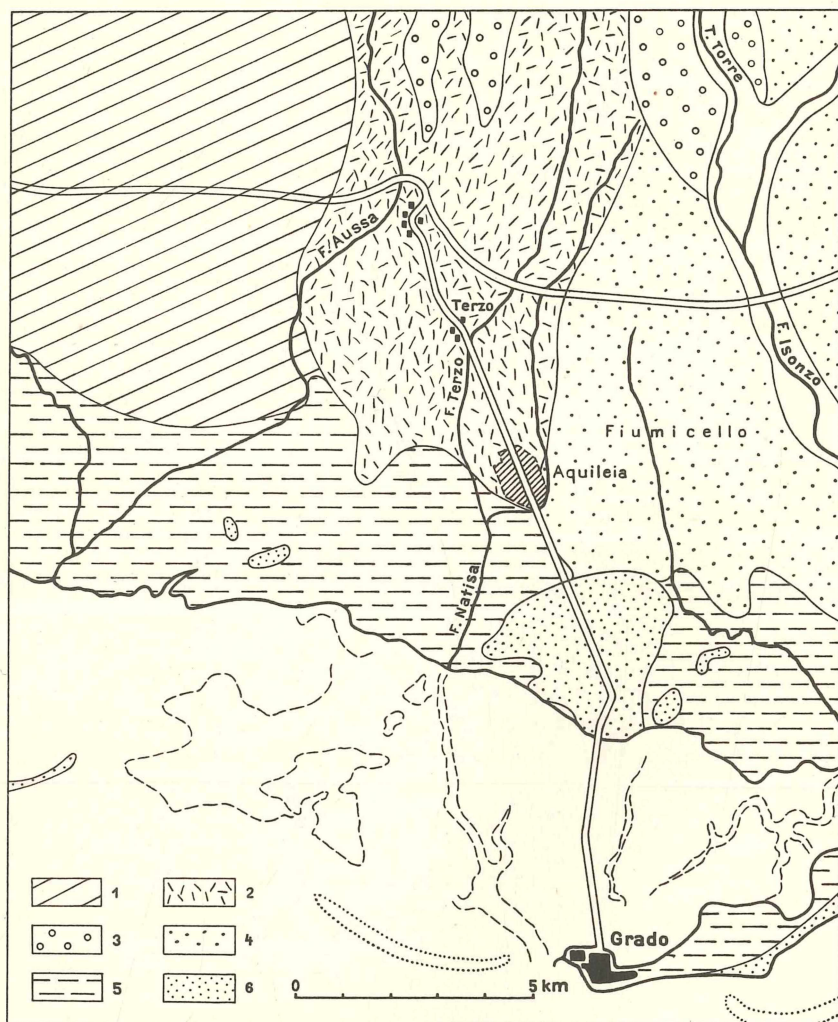 T. Torre
F. Aussa
Terzo
F. Isonzo
F. Terzo
Fiumicello
Aquileia
F. Natisa
1 2
3 4
5 6
Grado
0 5 km